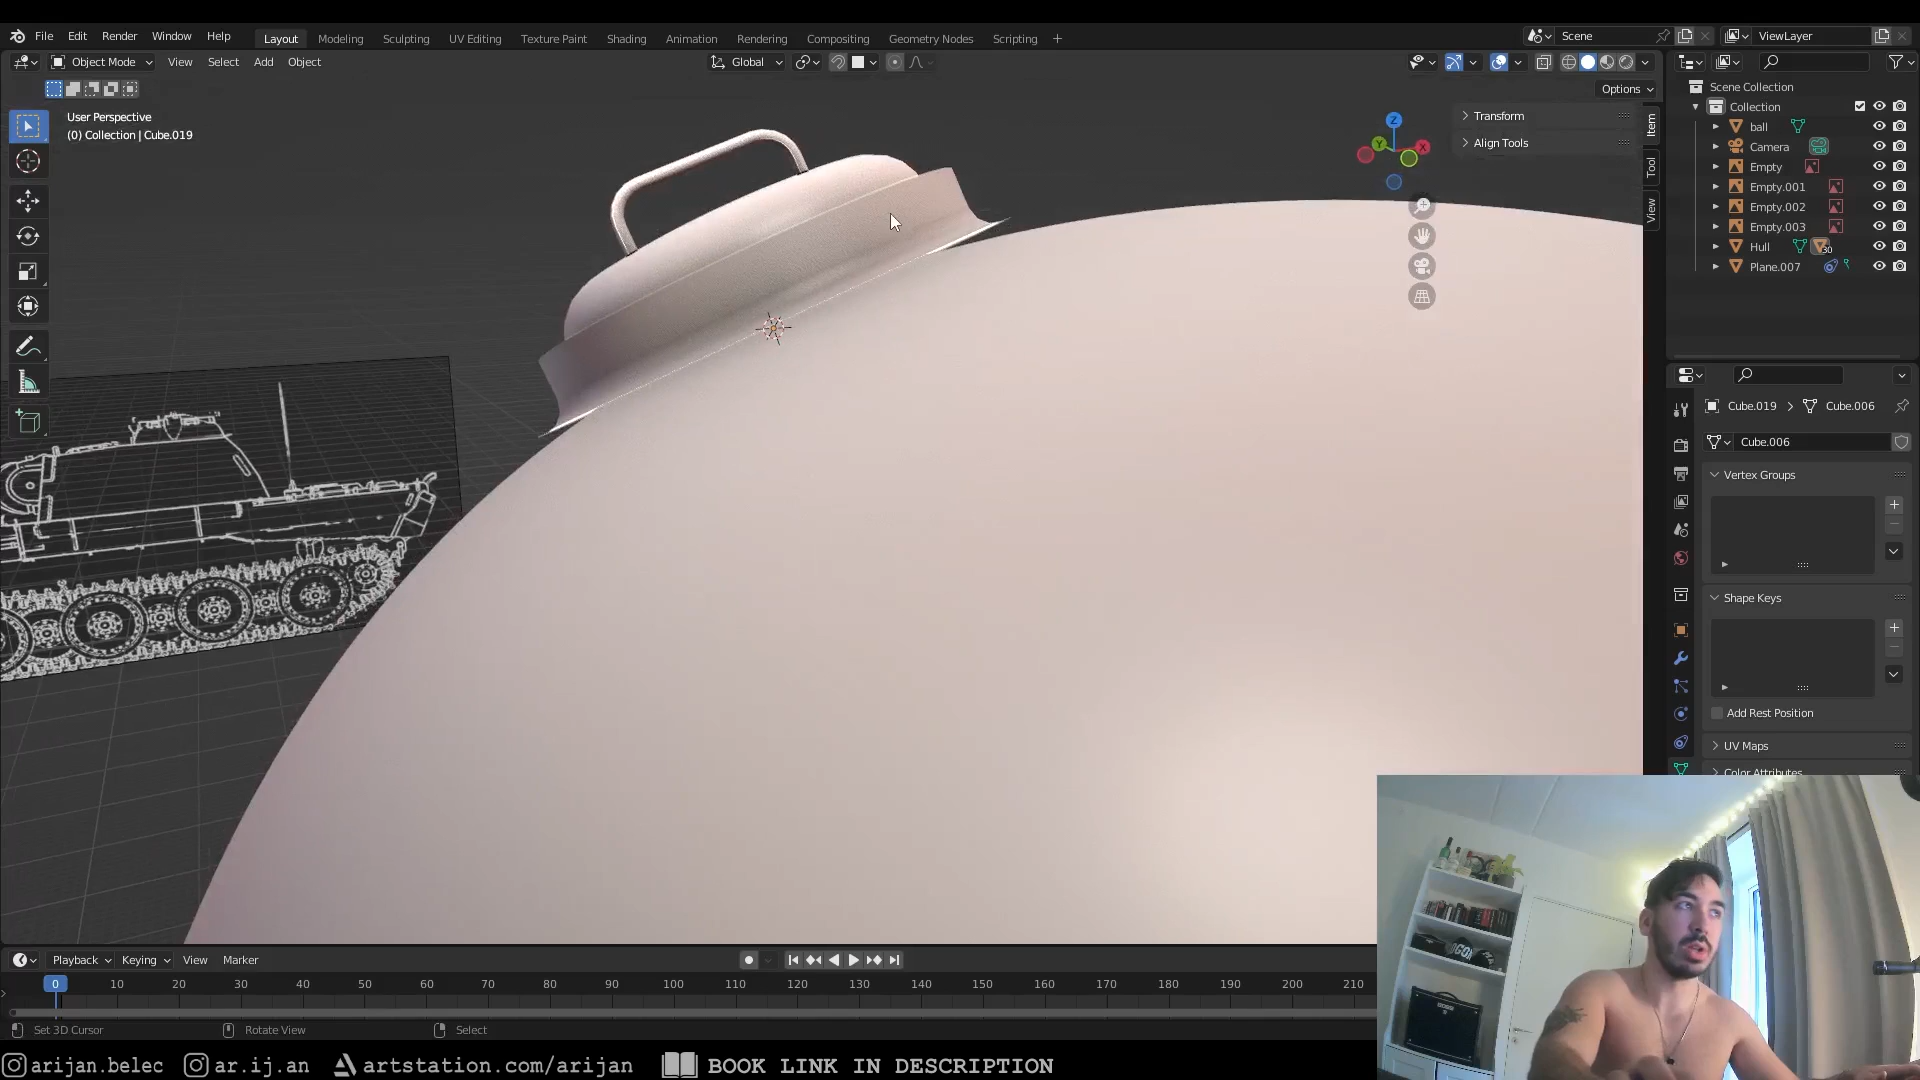 File Edit Render Window Help Layout Modeling Sculpting UV Editing Texture Paint Shading Animation Rendering Compositing Geometry Nodes Scripting + Scene ViewLayer
Object Mode View Select Add Object Global
Options
User Perspective
(0) Collection | Cube.019
Transform
Align Tools
Item
Tool
View
Z
Y
X
Scene Collection
Collection
ball
Camera
Empty
Empty.001
Empty.002
Empty.003
Hull 30
Plane.007
Cube.019 > Cube.006
Cube.006
Vertex Groups
Shape Keys
Add Rest Position
UV Maps
Color Attributes
Playback Keying View Marker
0 10 20 30 40 50 60 70 80 90 100 110 120 130 140 150 160 170 180 190 200 210
Set 3D Cursor Rotate View Select
arijan.belec ar.ij.an artstation.com/arijan BOOK LINK IN DESCRIPTION